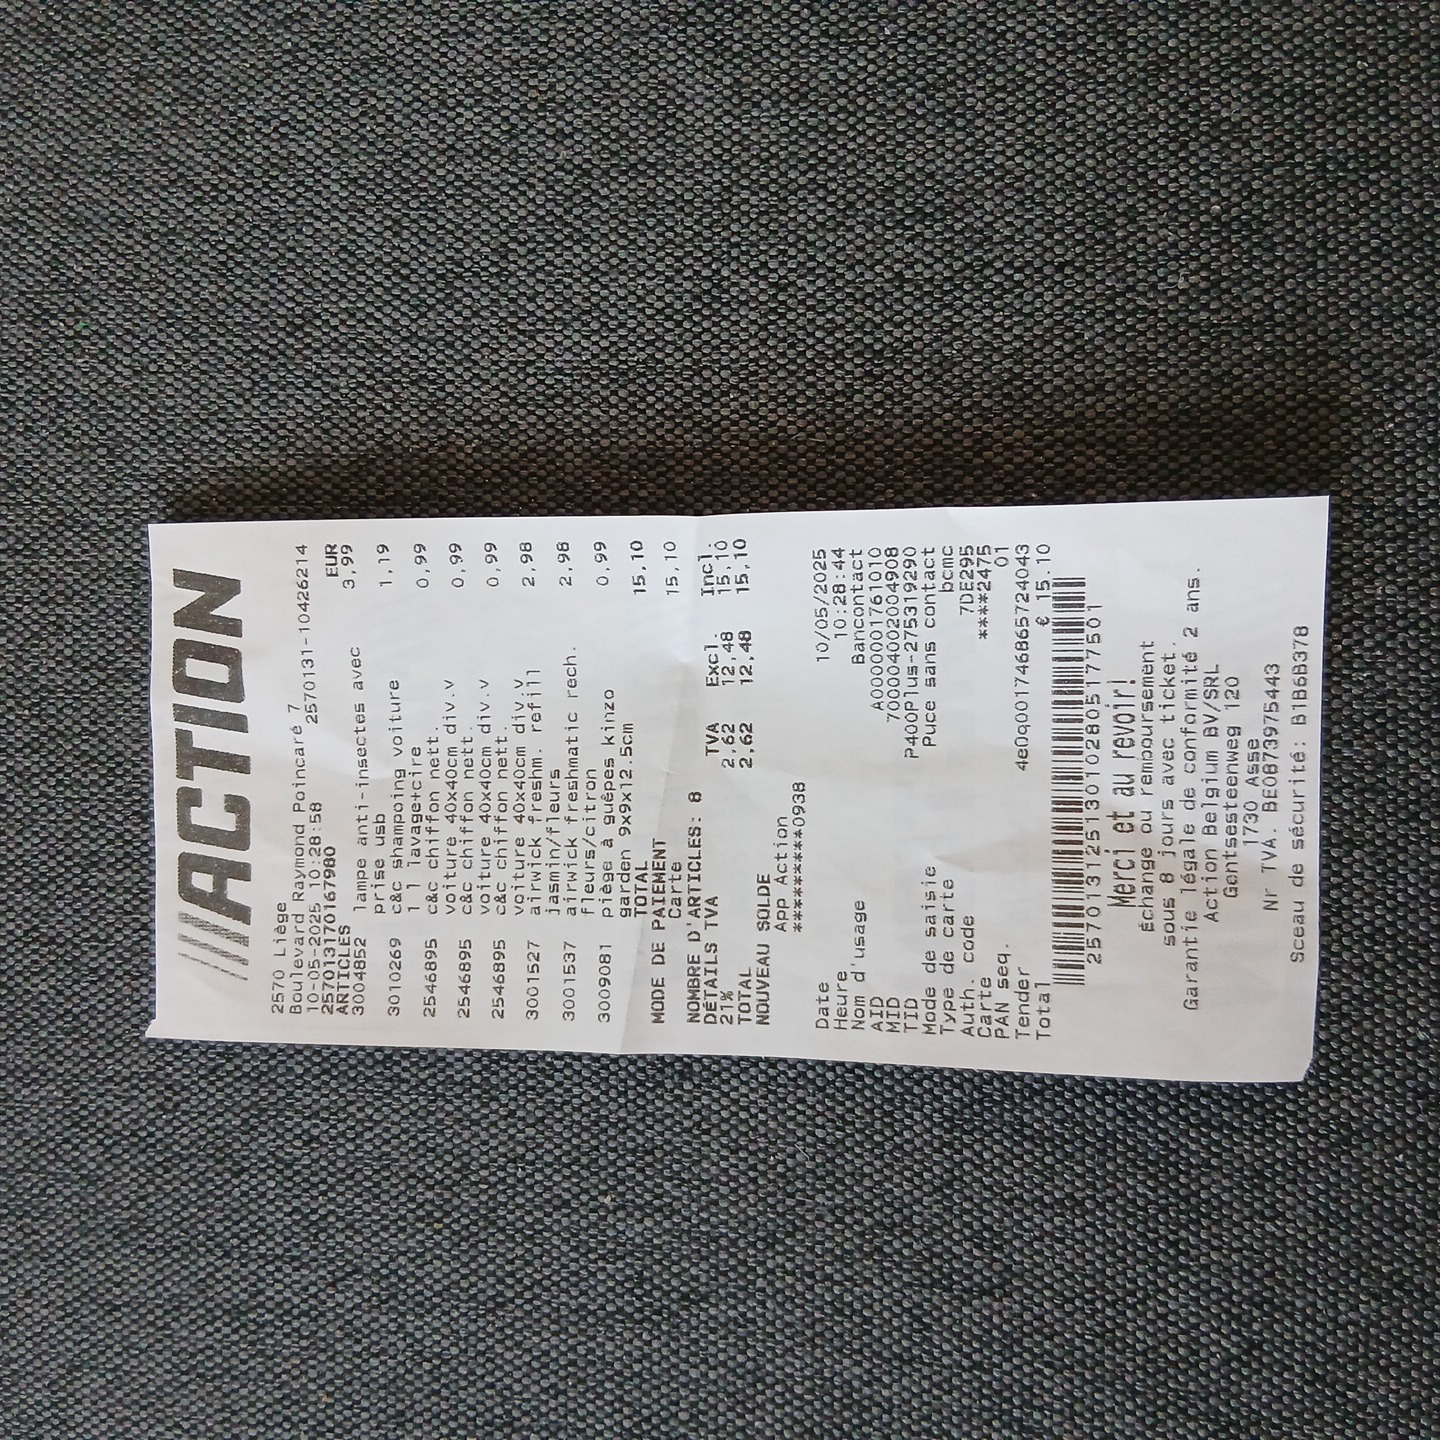 ACTION
2570 Liège
Boulevard Raymond Poincaré 7
10-05-2025 10:28:58 2570131-10426214
257013170167980
ARTICLES EUR
3004852 lampe anti-insectes avec 3,99
prise usb
3010269 c&c shampoing voiture 1,19
1 l lavage+cire
2546895 c&c chiffon nett. 0,99
voiture 40x40cm div.v
2546895 c&c chiffon nett. 0,99
voiture 40x40cm div.v
2546895 c&c chiffon nett. 0,99
voiture 40x40cm div.v
3001527 airwick freshm. refill 2,98
jasmin/fleurs
3001537 airwick freshmatic rech. 2,98
fleurs/citron
3009081 piège à guêpes kinzo 0,99
garden 9x9x12.5cm
TOTAL 15,10
MODE DE PAIEMENT
Carte 15,10
NOMBRE D'ARTICLES: 8
DÉTAILS TVA TVA Excl. Incl.
21% 2,62 12,48 15,10
TOTAL 2,62 12,48 15,10
NOUVEAU SOLDE
App Action
***********0938
Date 10/05/2025
Heure 10:28:44
Nom d'usage Bancontact
AID A0000001761010
MID 70000402004908
TID P400Plus-275319290
Mode de saisie Puce sans contact
Type de carte bcmc
Auth. code 7DE295
Carte ****2475
PAN seq. 01
Tender 4e0q001746865724043
Total € 15.10
2570131251301028051 77501
Merci et au revoir!
Échange ou remboursement
sous 8 jours avec ticket.
Garantie légale de conformité 2 ans.
Action Belgium BV/SRL
Gentsesteenweg 120
1730 Asse
Nr TVA. BE0873975443
Sceau de sécurité: B1B6B378